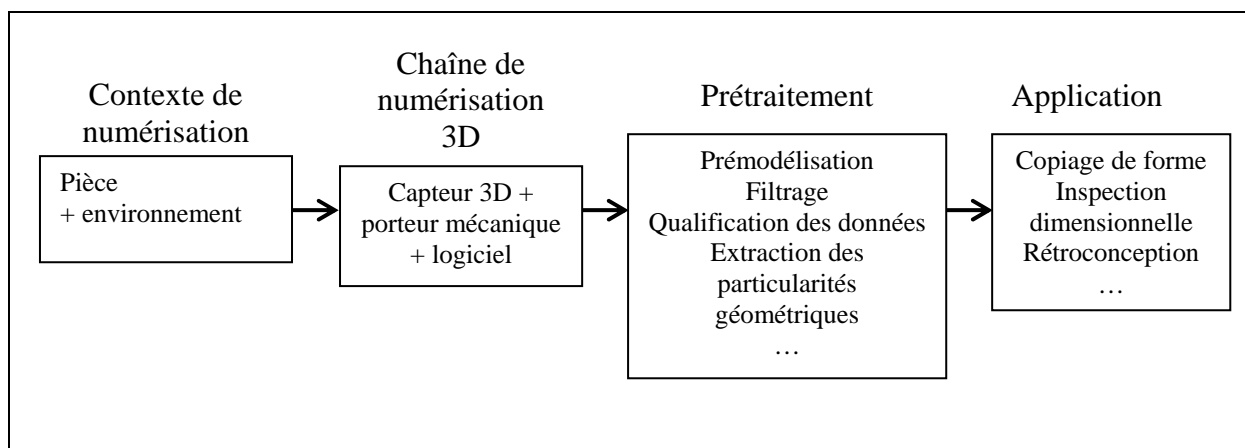 Contexte de
numérisation
Pièce
+ environnement
Chaîne de
numérisation
3D
Capteur 3D +
porteur mécanique
+ logiciel
Prétraitement
Prémodélisation
Filtrage
Qualification des données
Extraction des
particularités
géométriques
…
Application
Copiage de forme
Inspection
dimensionnelle
Rétroconception
…